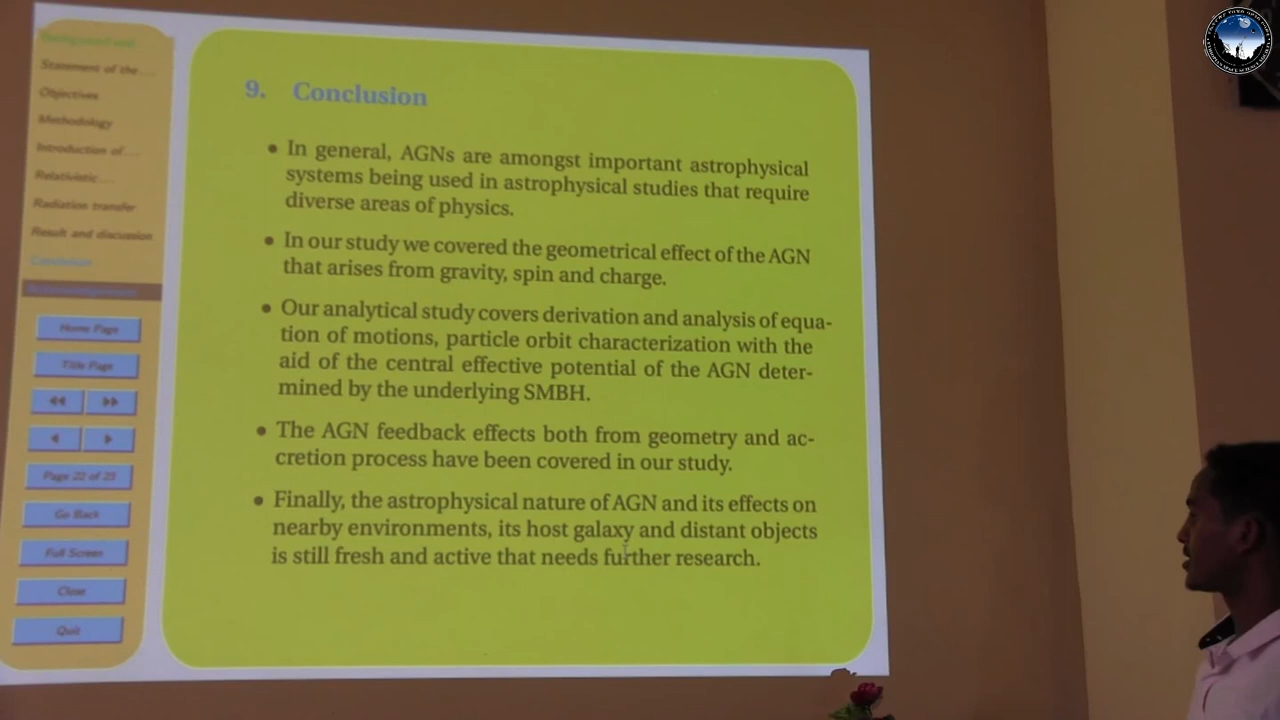 Background and
Statement of the ...
Objectives
Methodology
Introduction of ...
Relativistic ...
Radiation transfer
Result and discussion
Conclusion
Home Page
Title Page
Page 22 of 25
Go Back
Full Screen
Close
Quit
9. Conclusion
• In general, AGNs are amongst important astrophysical
systems being used in astrophysical studies that require
diverse areas of physics.
• In our study we covered the geometrical effect of the AGN
that arises from gravity, spin and charge.
• Our analytical study covers derivation and analysis of equa-
tion of motions, particle orbit characterization with the
aid of the central effective potential of the AGN deter-
mined by the underlying SMBH.
• The AGN feedback effects both from geometry and ac-
cretion process have been covered in our study.
• Finally, the astrophysical nature of AGN and its effects on
nearby environments, its host galaxy and distant objects
is still fresh and active that needs further research.